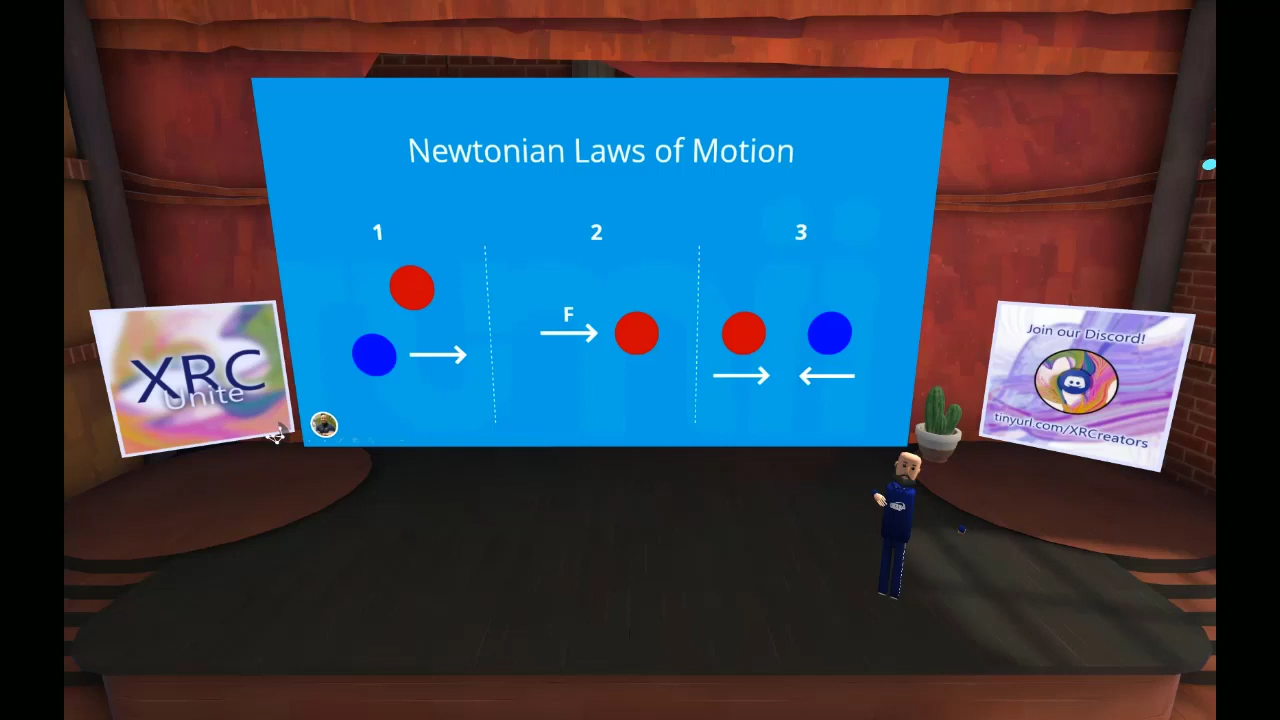 Newtonian Laws of Motion
1
2
3
F
XRC
Unite
Join our Discord!
tinyurl.com/XRCreators